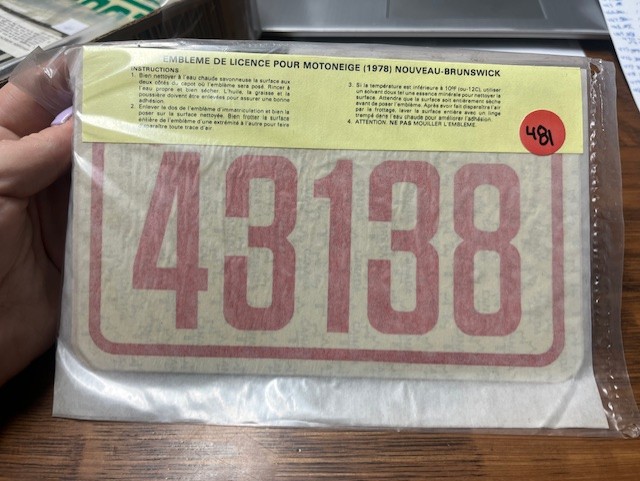 EMBLEME DE LICENCE POUR MOTONEIGE (1978) NOUVEAU-BRUNSWICK
INSTRUCTIONS
1. Bien nettoyer à l'eau chaude savonneuse la surface aux
deux côtés du capot où l'emblème sera posé. Rincer à
l'eau propre et bien sécher. L'huile, la graisse et la
poussière doivent être enlevées pour assurer une bonne
adhésion.
2. Enlever le dos de l'emblème d'immatriculation et bien le
poser sur la surface nettoyée. Bien frotter la surface
entière de l'emblème d'une extrémité à l'autre pour faire
disparaître toute trace d'air.
3. Si la température est inférieure à 10°F (ou-12C), utiliser
un solvant doux tel une essence minérale pour nettoyer la
surface. Attendre que la surface soit entièrement sèche
avant de poser l'emblème. Après avoir fait disparaître l'air
par le frottage, laver la surface entière avec un linge
trempé dans l'eau chaude pour améliorer l'adhésion.
4. ATTENTION. NE PAS MOUILLER L'EMBLEME.
481
43138